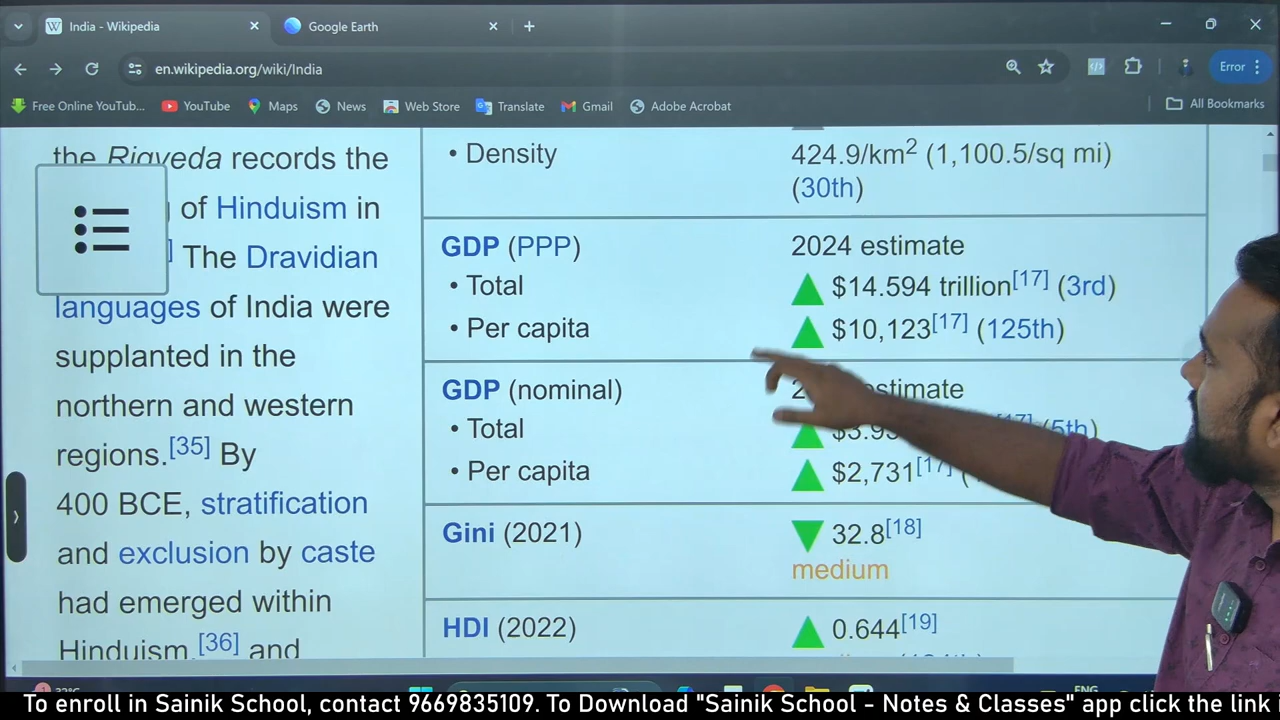 India - Wikipedia
Google Earth
en.wikipedia.org/wiki/India
Error
Free Online YouTub...
YouTube
Maps
News
Web Store
Translate
Gmail
Adobe Acrobat
All Bookmarks
the Rigveda records the
of Hinduism in
The Dravidian
languages of India were
supplanted in the
northern and western
regions.[35] By
400 BCE, stratification
and exclusion by caste
had emerged within
Hinduism,[36] and
• Density 424.9/km2 (1,100.5/sq mi)
(30th)
GDP (PPP) 2024 estimate
• Total $14.594 trillion[17] (3rd)
• Per capita $10,123[17] (125th)
GDP (nominal) estimate
• Total [17] (5th)
• Per capita $2,731[17]
Gini (2021) 32.8[18]
medium
HDI (2022) 0.644[19]
ENG
To enroll in Sainik School, contact 9669835109. To Download "Sainik School - Notes & Classes" app click the link